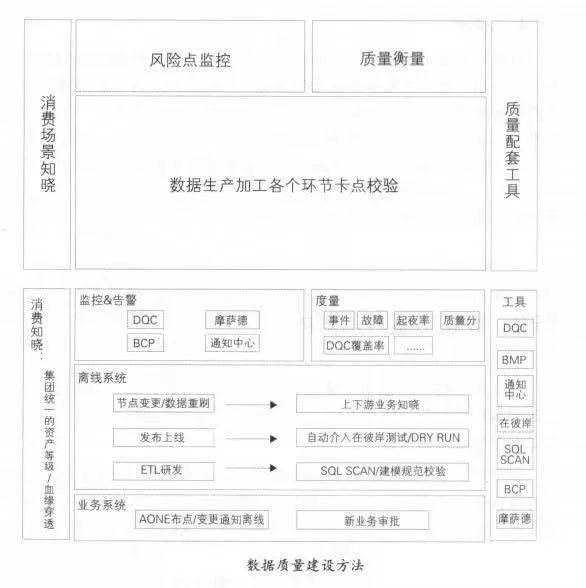 消费场景知晓
风险点监控
质量衡量
数据生产加工各个环节卡点校验
质量配套工具
消费知晓：
集团统一的资产等级/血缘穿透
监控&告警
DQC
摩萨德
BCP
通知中心
度量
事件
故障
起夜率
质量分
DQC覆盖率
......
离线系统
节点变更/数据重刷
上下游业务知晓
发布上线
自动介入在彼岸测试/DRY RUN
ETL研发
SQL SCAN/建模规范校验
业务系统
AONE布点/变更通知离线
新业务审批
工具
DQC
BMP
通知
中心
在彼岸
SQL
SCAN
BCP
摩萨德
数据质量建设方法